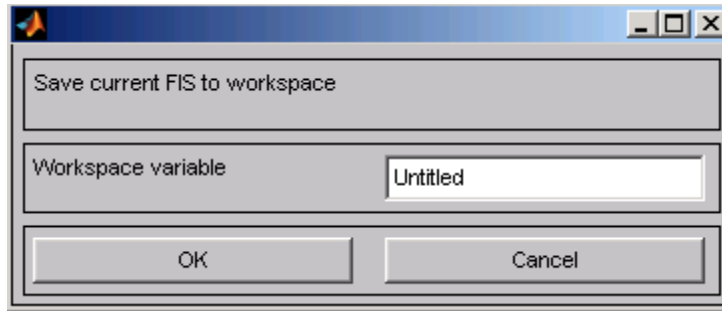 Save current FIS to workspace
Workspace variable
Untitled
OK
Cancel